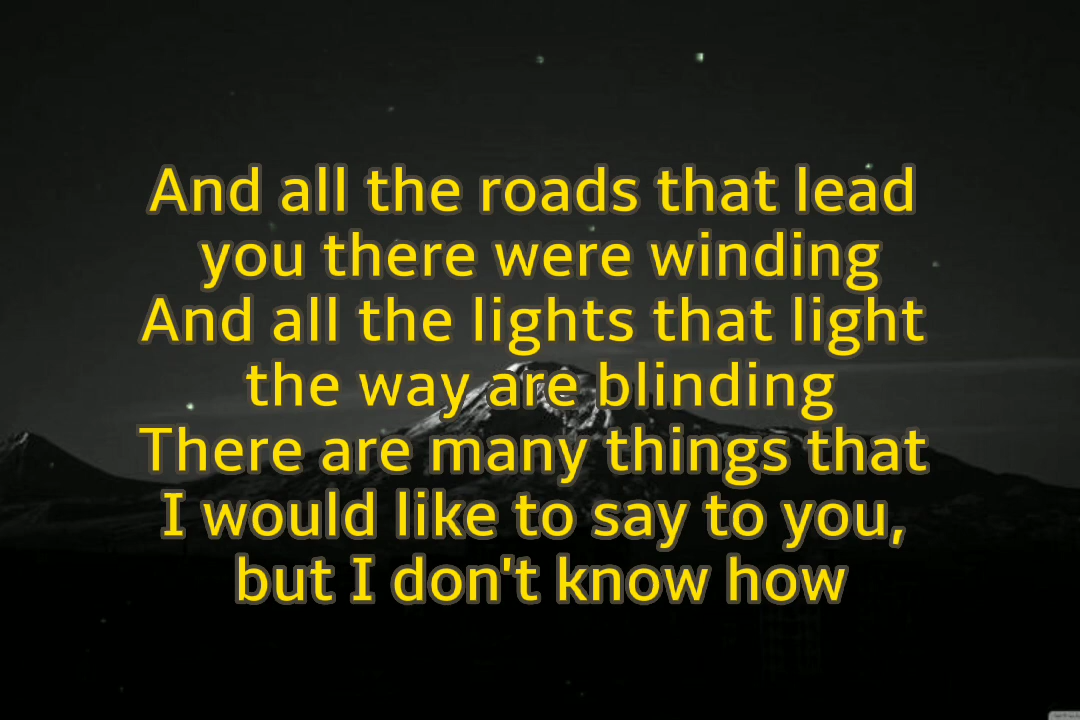 And all the roads that lead
you there were winding
And all the lights that light
the way are blinding
There are many things that
I would like to say to you,
but I don't know how